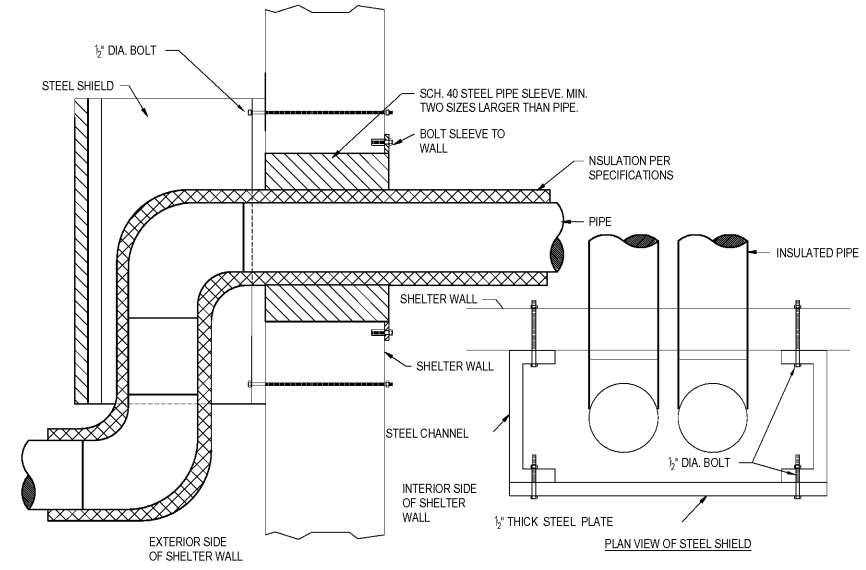 ½" DIA. BOLT
STEEL SHIELD
SCH. 40 STEEL PIPE SLEEVE. MIN.
TWO SIZES LARGER THAN PIPE.
BOLT SLEEVE TO
WALL
NSULATION PER
SPECIFICATIONS
PIPE
INSULATED PIPE
SHELTER WALL
SHELTER WALL
STEEL CHANNEL
½" DIA. BOLT
INTERIOR SIDE
OF SHELTER
WALL
½" THICK STEEL PLATE
PLAN VIEW OF STEEL SHIELD
EXTERIOR SIDE
OF SHELTER WALL